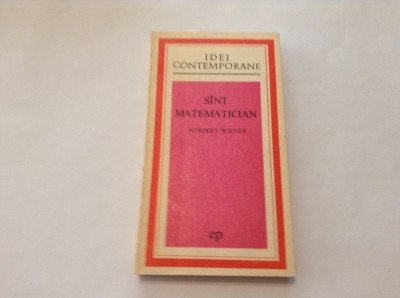 IDEI
CONTEMPORANE
SÎNT
MATEMATICIAN
NORBERT WIENER
ep